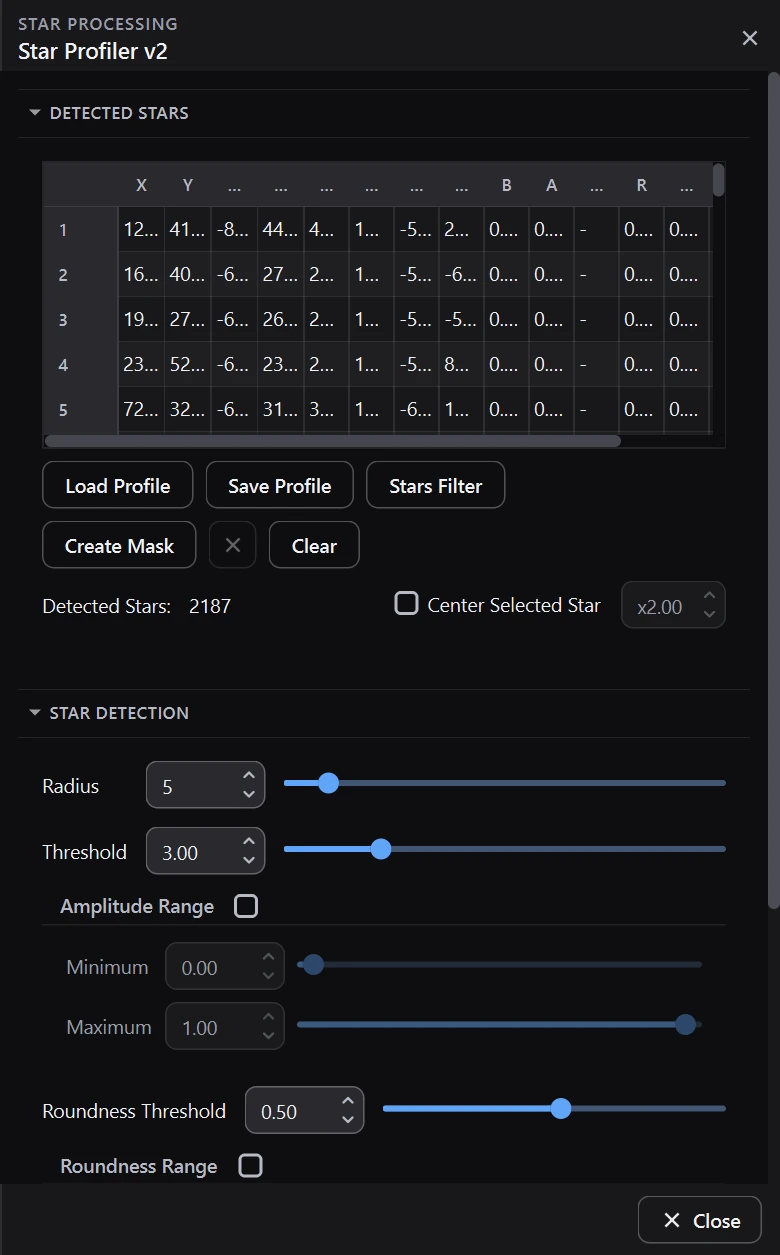 STAR PROCESSING
Star Profiler v2
DETECTED STARS
X Y ... ... ... ... ... ... B A ... R ...
1 12... 41... -8... 44... 4... 1... -5... 2... 0.... 0.... - 0.... 0....
2 16... 40... -6... 27... 2... 1... -5... -6... 0.... 0.... - 0.... 0....
3 19... 27... -6... 26... 2... 1... -5... -5... 0.... 0.... - 0.... 0....
4 23... 52... -6... 23... 2... 1... -5... 8... 0.... 0.... - 0.... 0....
5 72... 32... -6... 31... 3... 1... -6... 1... 0.... 0.... - 0.... 0....
Load Profile Save Profile Stars Filter
Create Mask Clear
Detected Stars: 2187 Center Selected Star x2.00
STAR DETECTION
Radius 5
Threshold 3.00
Amplitude Range
Minimum 0.00
Maximum 1.00
Roundness Threshold 0.50
Roundness Range
Close